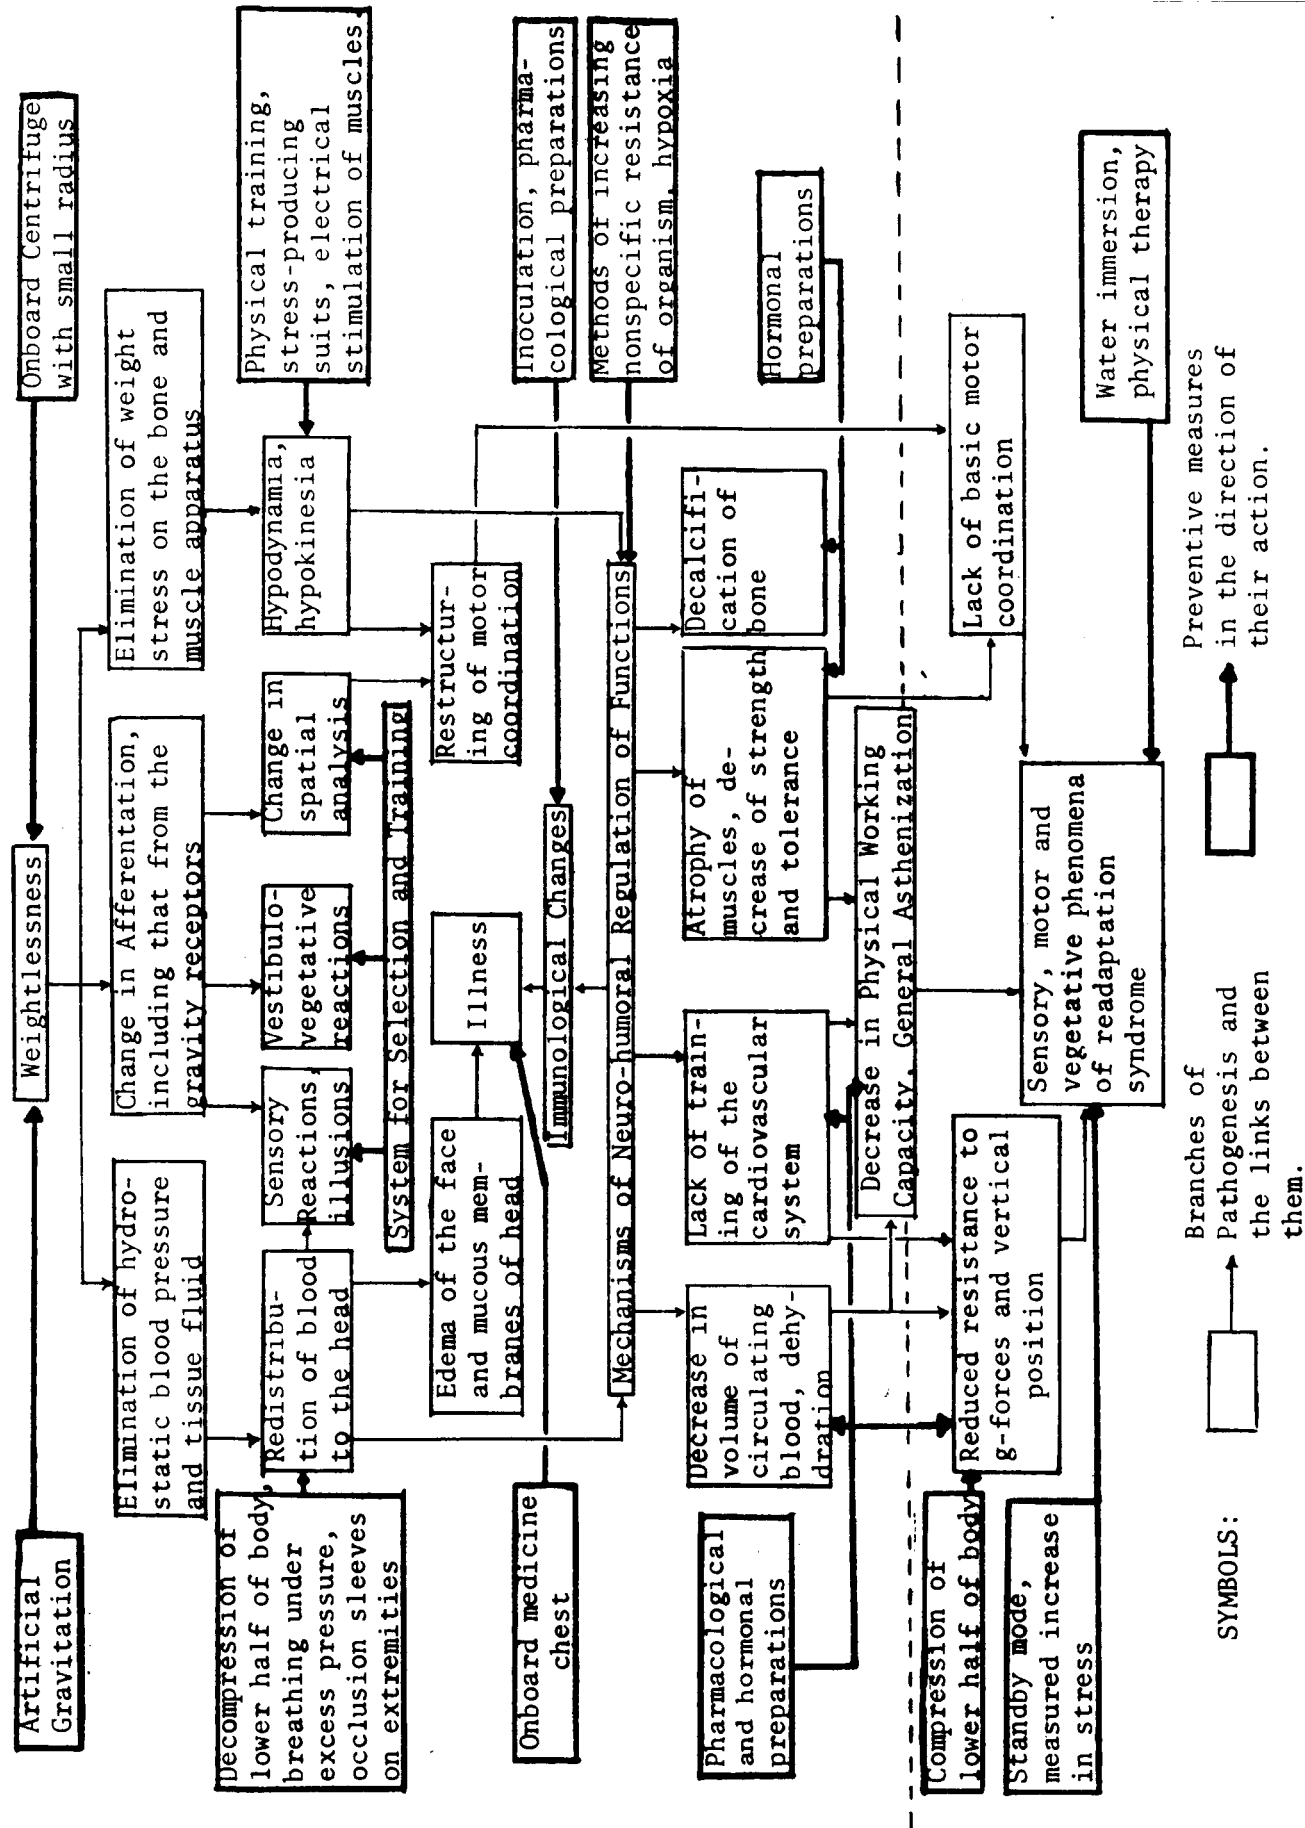 Artificial
Gravitation
Weightlessness
Onboard Centrifuge
with small radius
Elimination of hydro-
static blood pressure
and tissue fluid
Change in Afferentation,
including that from the
gravity receptors
Elimination of weight
stress on the bone and
muscle apparatus
Decompression of
lower half of body,
breathing under
excess pressure,
occlusion sleeves
on extremities
Redistribu-
tion of blood
to the head
Sensory
Reactions,
illusions
Vestibulo-
vegetative
reactions
Change in
spatial
analysis
Hypodynamia,
hypokinesia
Physical training,
stress-producing
suits, electrical
stimulation of muscles
System for Selection and Training
Edema of the face
and mucous mem-
branes of head
Illness
Restructur-
ing of motor
coordination
Onboard medicine
chest
Immunological Changes
Inoculation, pharma-
cological preparations
Mechanisms of Neuro-humoral Regulation of Functions
Methods of increasing
nonspecific resistance
of organism, hypoxia
Decrease in
volume of
circulating
blood, dehy-
dration
Lack of train-
ing of the
cardiovascular
system
Atrophy of
muscles, de-
crease of strength
and tolerance
Decalcifi-
cation of
bone
Hormonal
preparations
Pharmacological
and hormonal
preparations
Decrease in Physical Working
Capacity, General Asthenization
Compression of
lower half of body
Reduced resistance to
g-forces and vertical
position
Lack of basic motor
coordination
Standby mode,
measured increase
in stress
Sensory, motor and
vegetative phenomena
of readaptation
syndrome
Water immersion,
physical therapy
SYMBOLS:
Branches of
Pathogenesis and
the links between
them.
Preventive measures
in the direction of
their action.